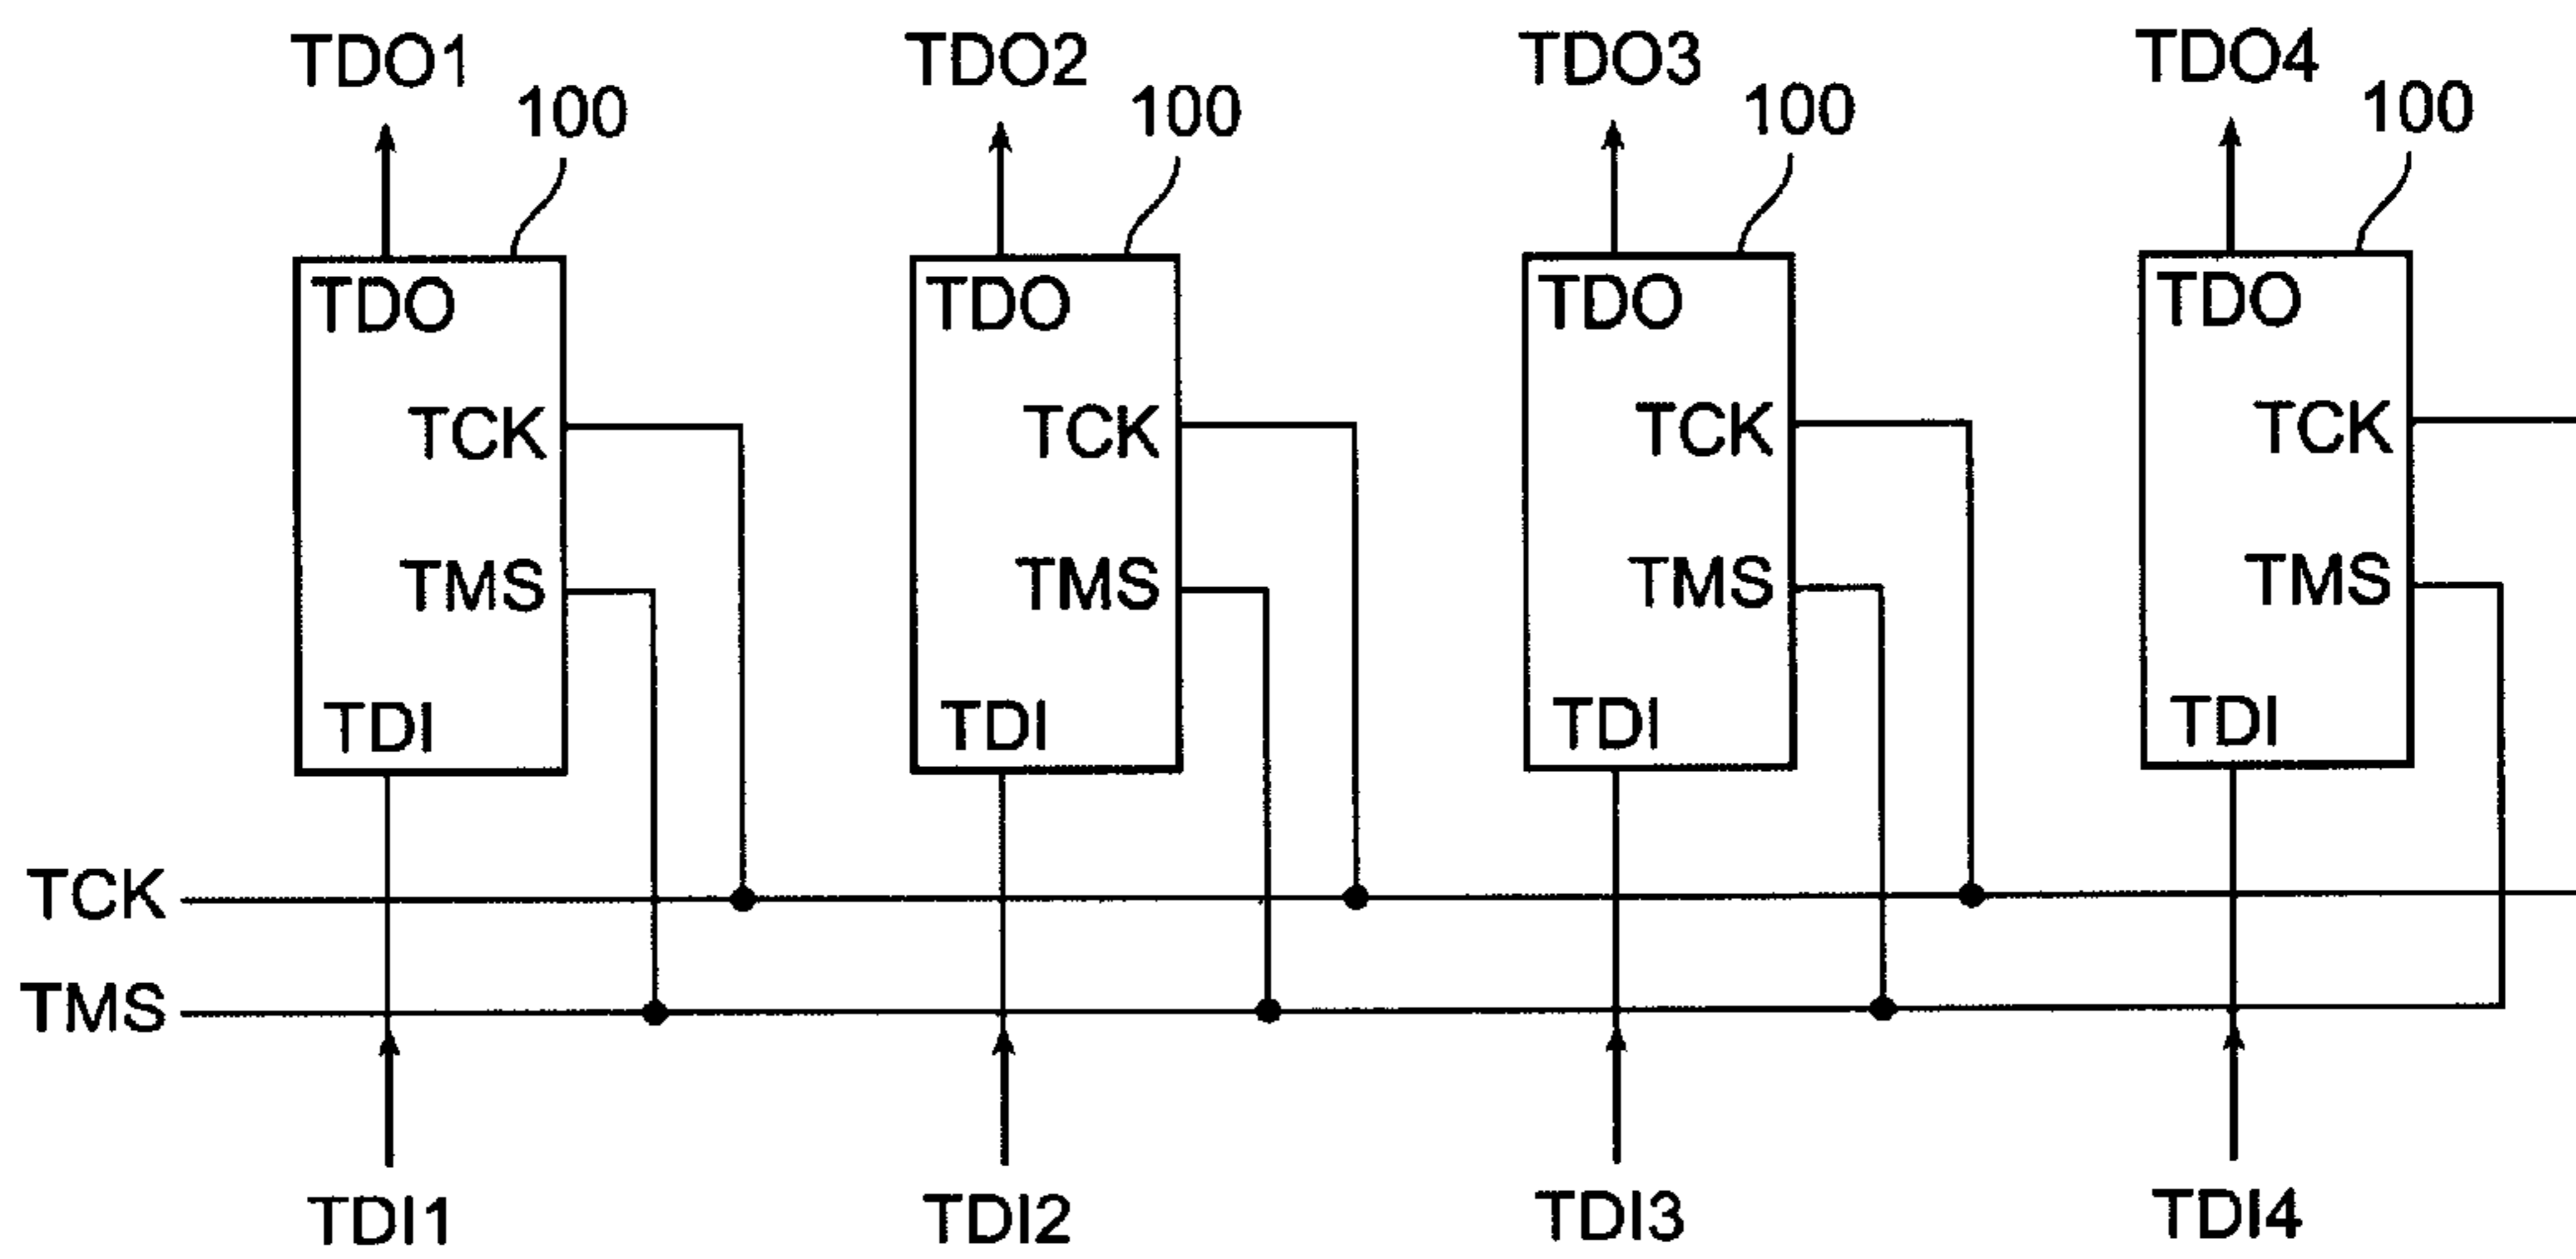 TDO1 TDO2 TDO3 TDO4
100 100 100 100
TDO TDO TDO TDO
TCK TCK TCK TCK
TMS TMS TMS TMS
TDI TDI TDI TDI
TCK
TMS
TDI1 TDI2 TDI3 TDI4